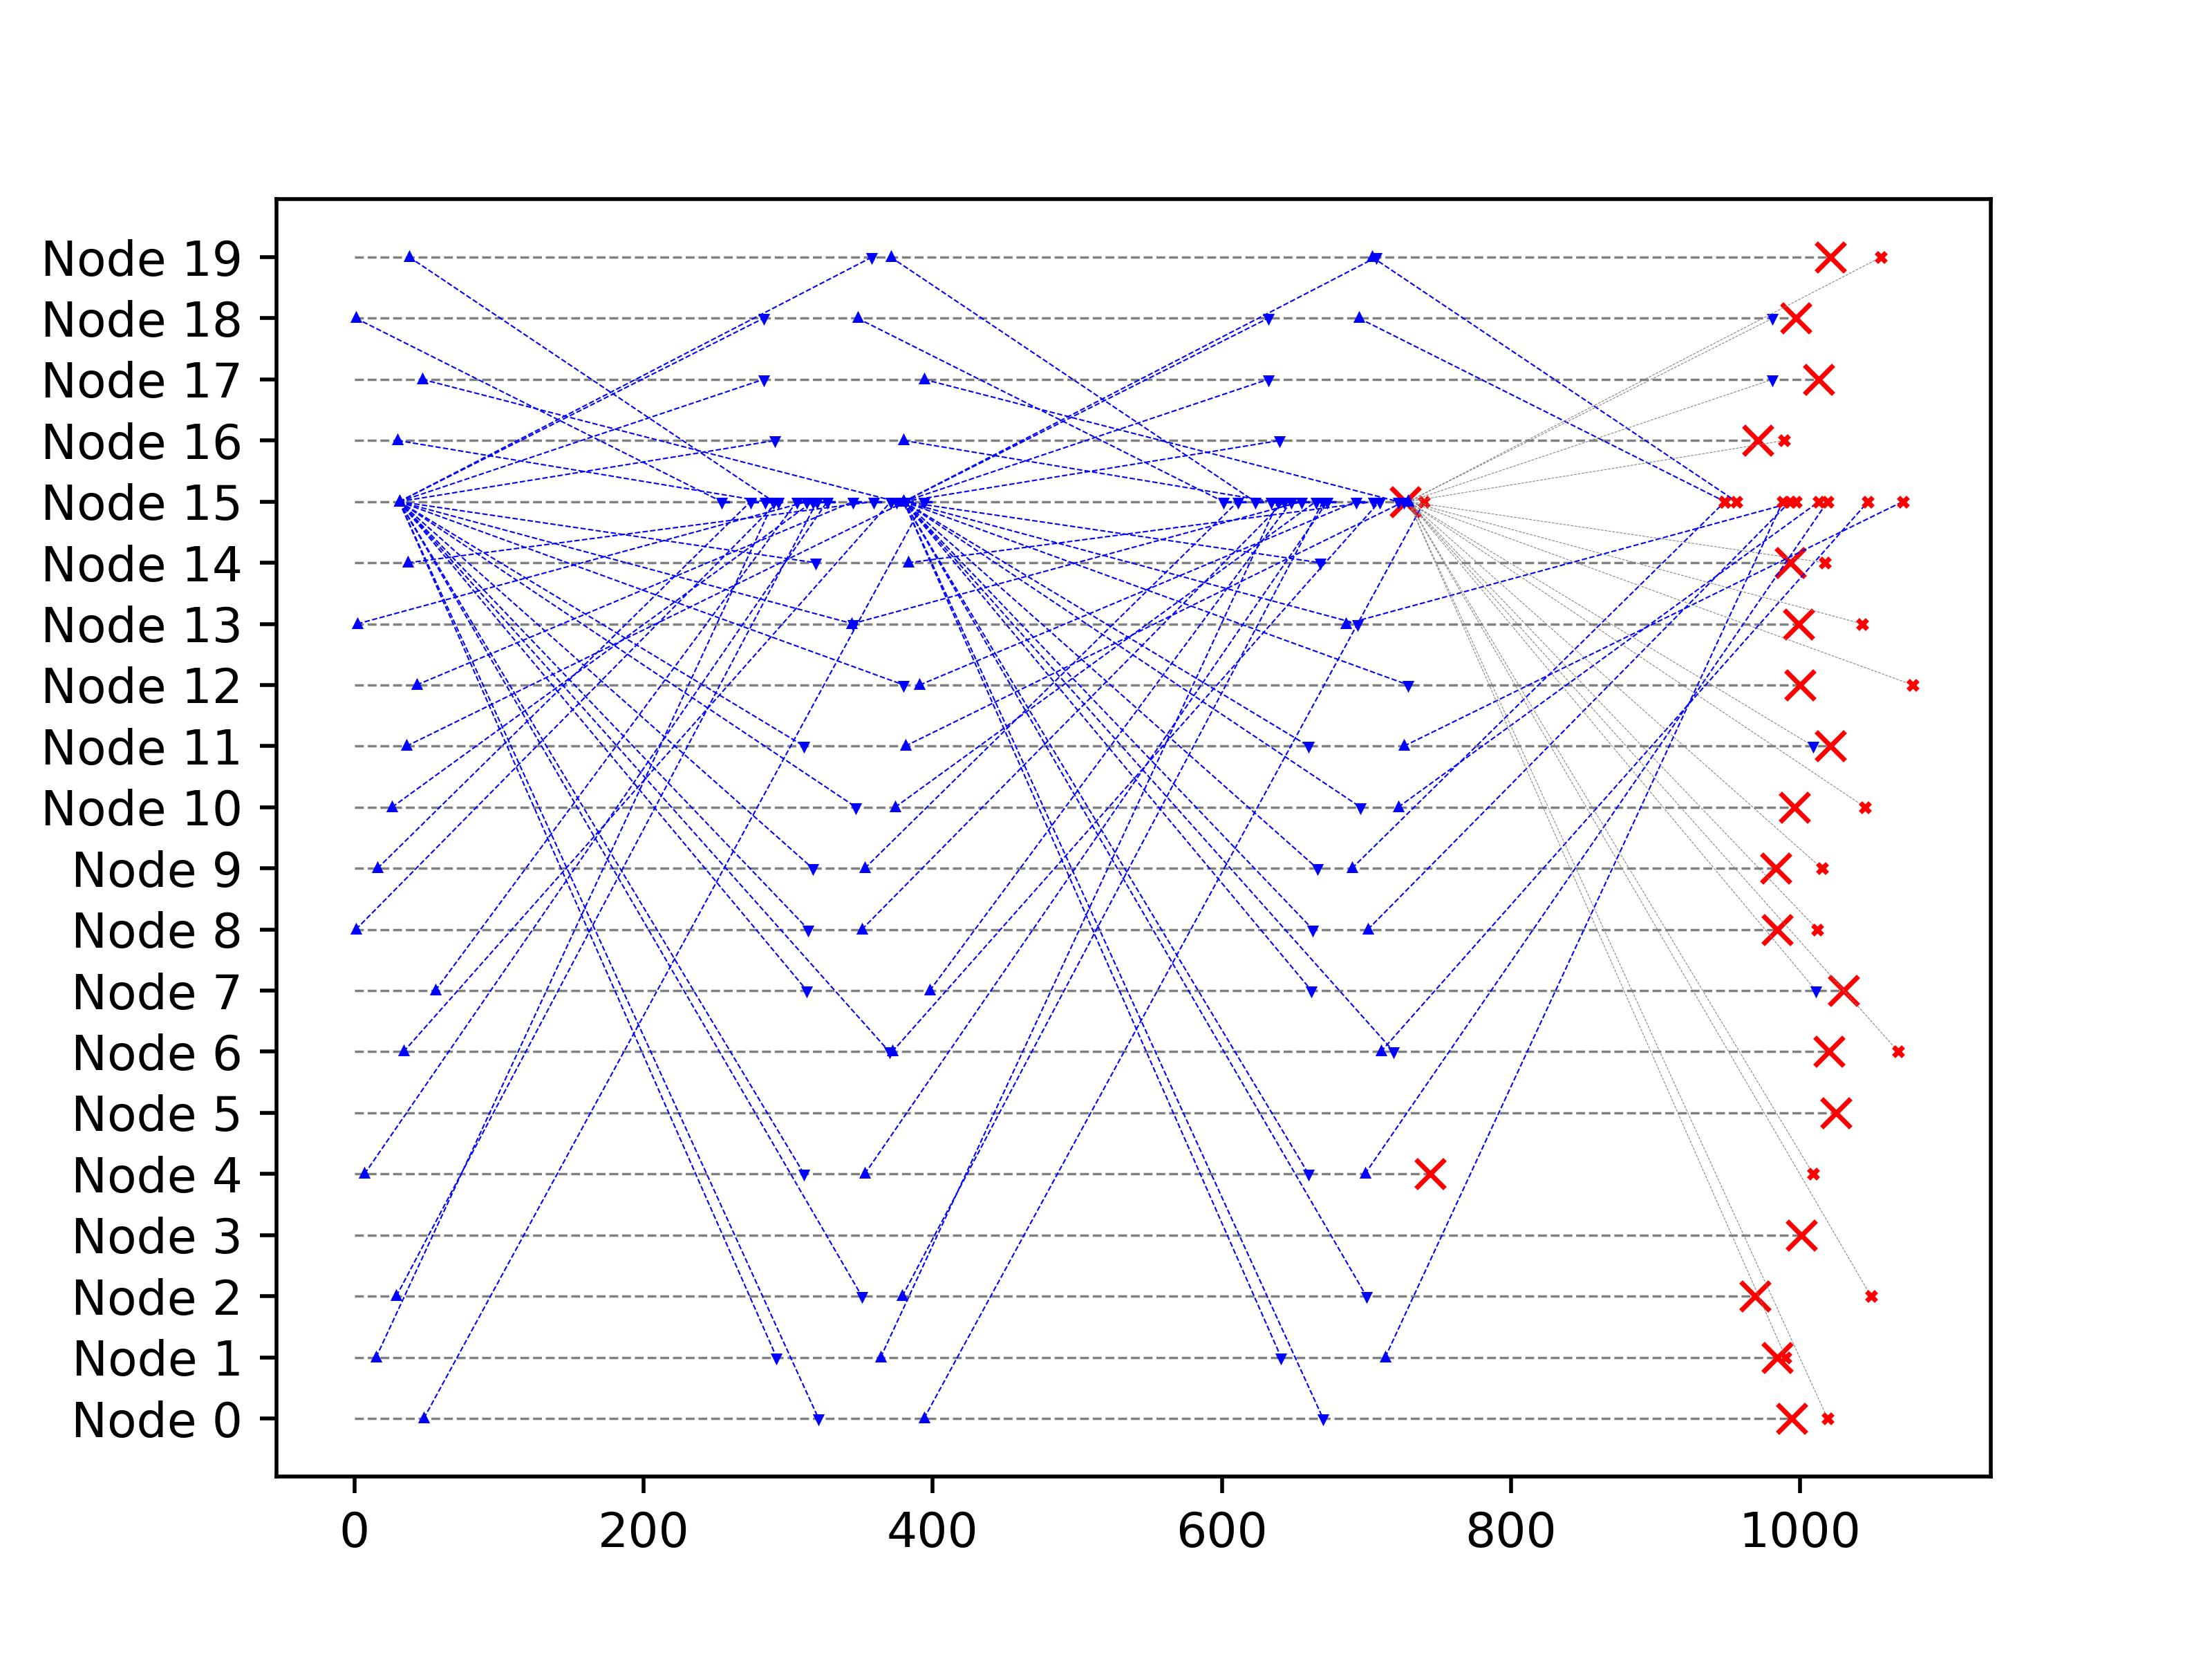 Node 19
Node 18
Node 17
Node 16
Node 15
Node 14
Node 13
Node 12
Node 11
Node 10
Node 9
Node 8
Node 7
Node 6
Node 5
Node 4
Node 3
Node 2
Node 1
Node 0
0 200 400 600 800 1000